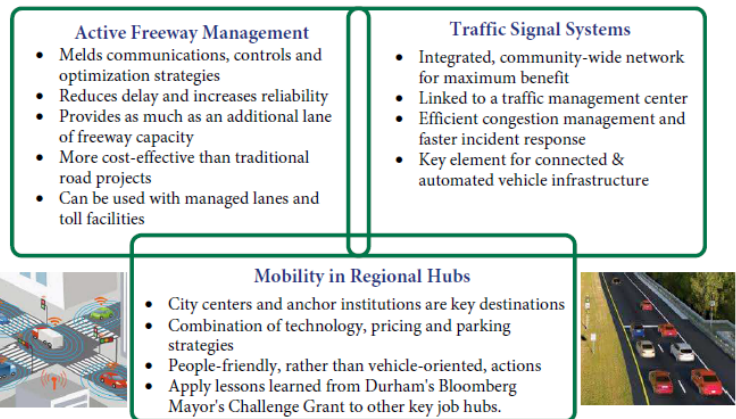 Active Freeway Management
• Melds communications, controls and
optimization strategies
• Reduces delay and increases reliability
• Provides as much as an additional lane
of freeway capacity
• More cost-effective than traditional
road projects
• Can be used with managed lanes and
toll facilities
Traffic Signal Systems
• Integrated, community-wide network
for maximum benefit
• Linked to a traffic management center
• Efficient congestion management and
faster incident response
• Key element for connected &
automated vehicle infrastructure
Mobility in Regional Hubs
• City centers and anchor institutions are key destinations
• Combination of technology, pricing and parking
strategies
• People-friendly, rather than vehicle-oriented, actions
• Apply lessons learned from Durham's Bloomberg
Mayor's Challenge Grant to other key job hubs.